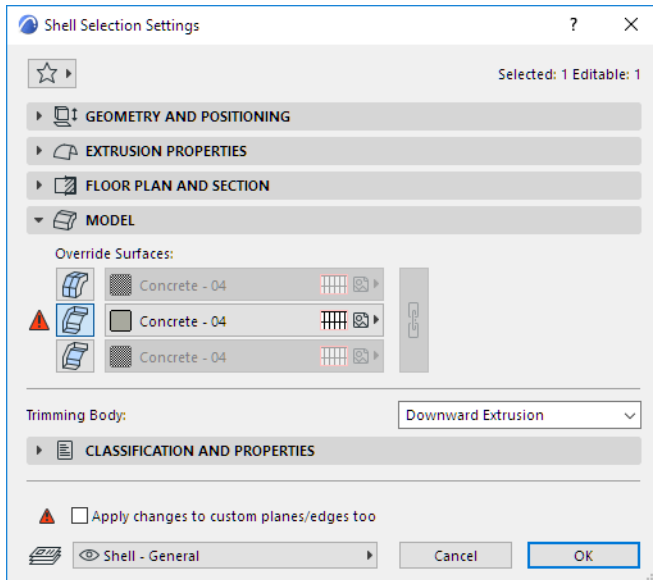 Shell Selection Settings
Selected: 1 Editable: 1
GEOMETRY AND POSITIONING
EXTRUSION PROPERTIES
FLOOR PLAN AND SECTION
MODEL
Override Surfaces:
Concrete - 04
Concrete - 04
Concrete - 04
Trimming Body:
Downward Extrusion
CLASSIFICATION AND PROPERTIES
Apply changes to custom planes/edges too
Shell - General
Cancel
OK